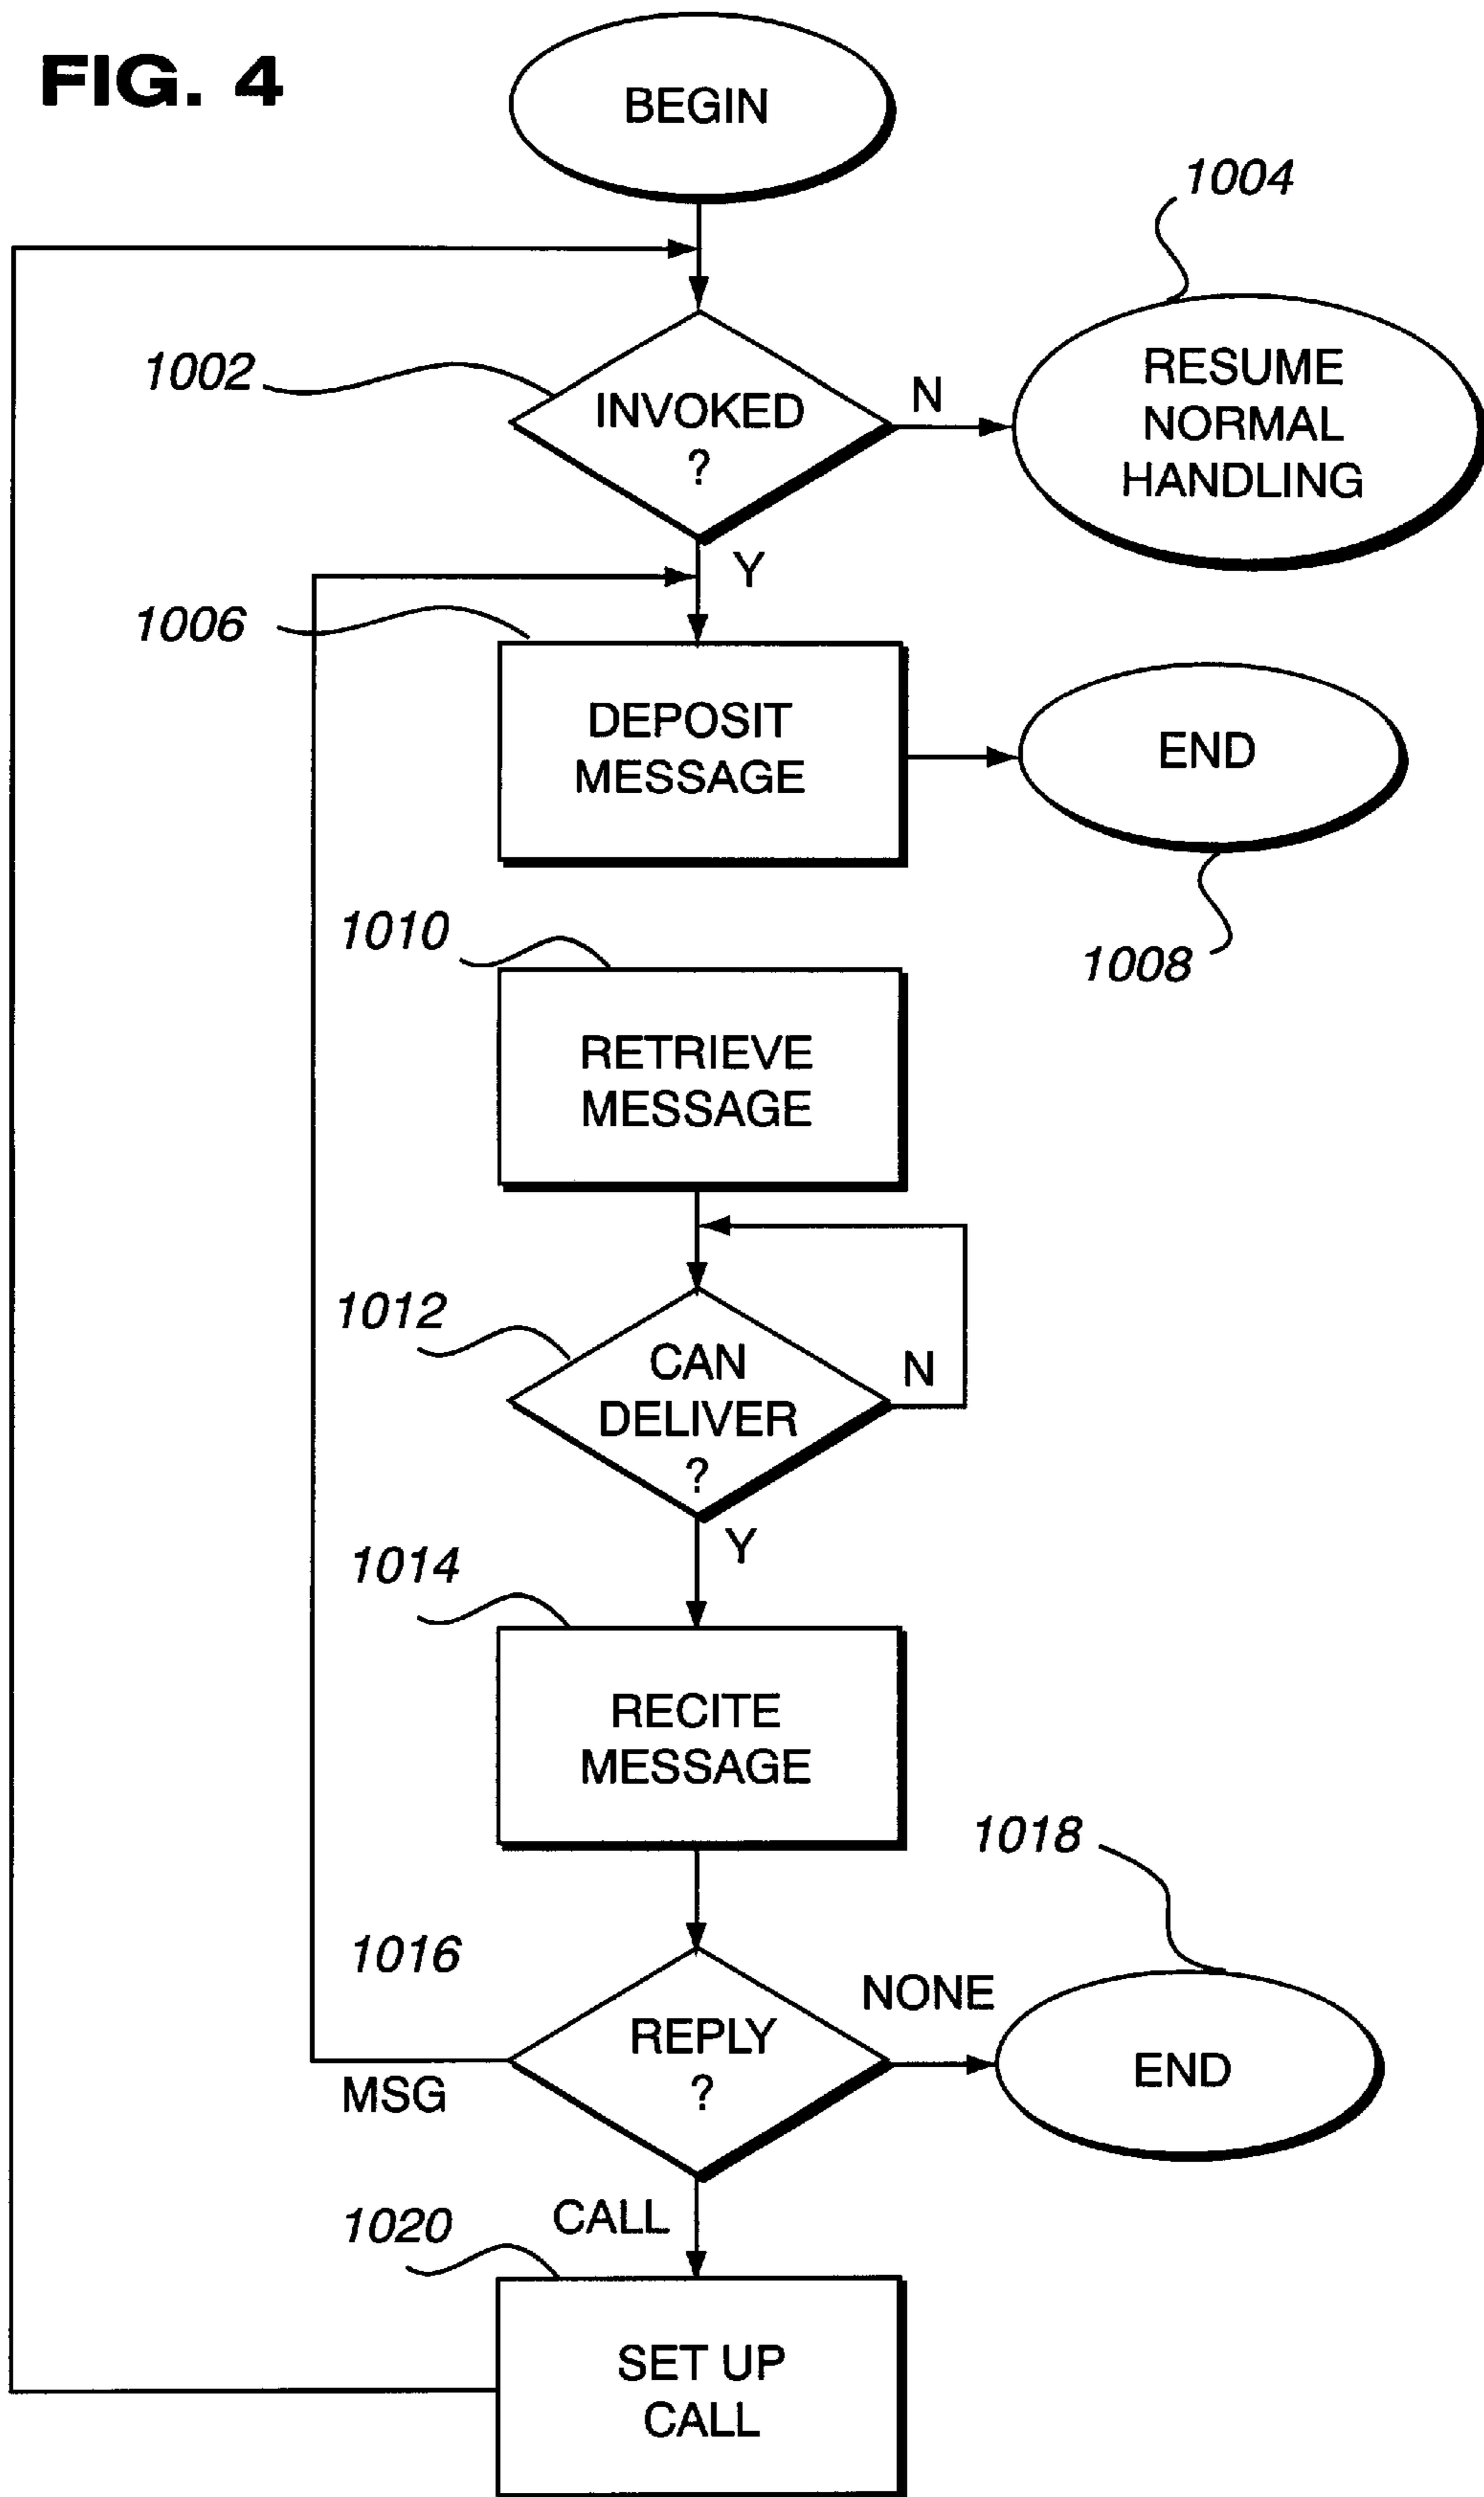 FIG. 4
BEGIN
1004
1002
INVOKED
?
N
RESUME
NORMAL
HANDLING
Y
1006
DEPOSIT
MESSAGE
END
1008
1010
RETRIEVE
MESSAGE
1012
CAN
DELIVER
?
N
Y
1014
RECITE
MESSAGE
1018
1016
REPLY
?
NONE
END
MSG
CALL
1020
SET UP
CALL